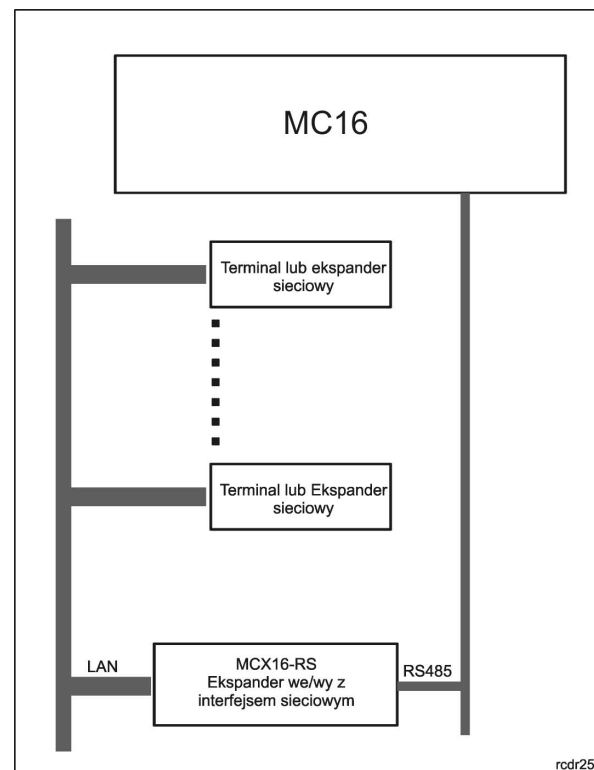 MC16
Terminal lub ekspander
sieciowy
Terminal lub Ekspander
sieciowy
LAN
MCX16-RS
Ekspander we/wy z
interfejsem sieciowym
RS485
rcdr25